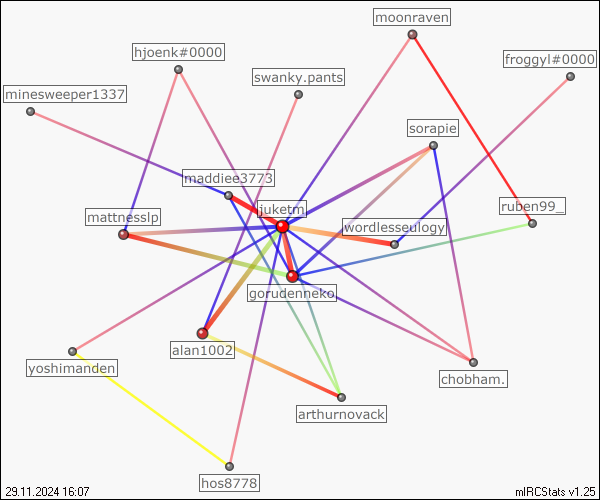 moonraven
hjoenk#0000
froggyl#0000
swanky.pants
minesweeper1337
sorapie
maddiee3773
juketm
ruben99_
mattnesslp
wordlesseulogy
gorudenneko
alan1002
yoshimanden
chobham.
arthurnovack
hos8778
29.11.2024 16:07
mIRCStats v1.25